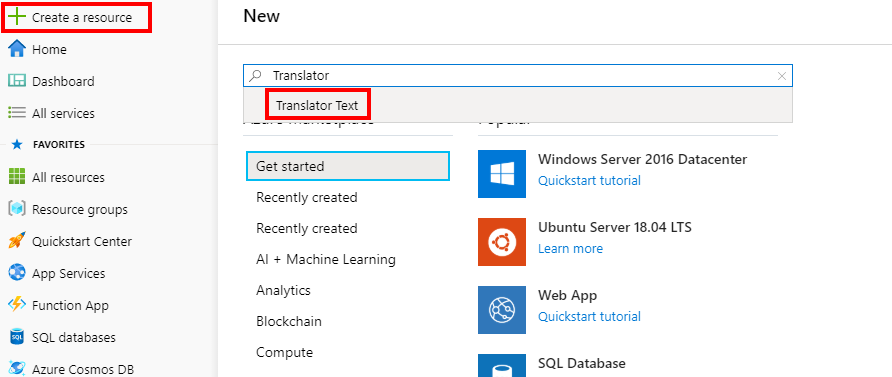 Create a resource
Home
Dashboard
All services
FAVORITES
All resources
Resource groups
Quickstart Center
App Services
Function App
SQL databases
Azure Cosmos DB
New
Translator
Translator Text
Azure Marketplace
Popular
Get started
Recently created
Recently created
AI + Machine Learning
Analytics
Blockchain
Compute
Windows Server 2016 Datacenter
Quickstart tutorial
Ubuntu Server 18.04 LTS
Learn more
Web App
Quickstart tutorial
SQL Database